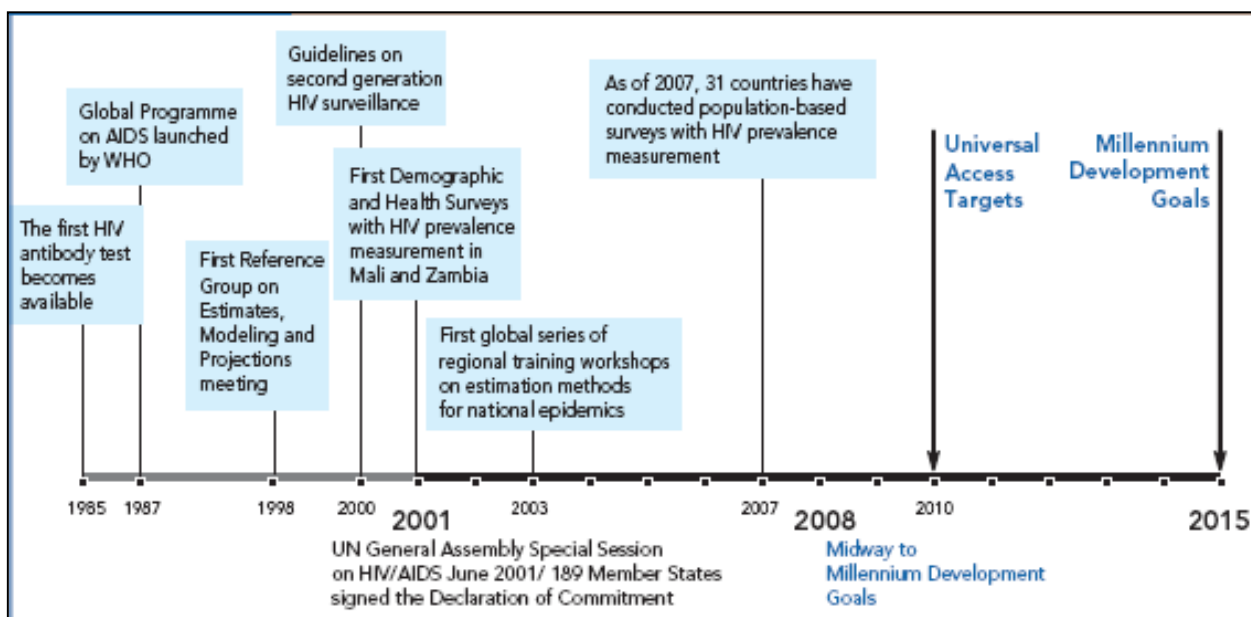 Guidelines on
second generation
HIV surveillance
Global Programme
on AIDS launched
by WHO
As of 2007, 31 countries have
conducted population-based
surveys with HIV prevalence
measurement
Universal
Access
Targets
Millennium
Development
Goals
First Demographic
and Health Surveys
with HIV prevalence
measurement in
Mali and Zambia
The first HIV
antibody test
becomes
available
First Reference
Group on
Estimates,
Modeling and
Projections
meeting
First global series of
regional training workshops
on estimation methods
for national epidemics
1985 1987 1998 2000 2001 2003 2007 2008 2010 2015
UN General Assembly Special Session
on HIV/AIDS June 2001/ 189 Member States
signed the Declaration of Commitment
Midway to
Millennium Development
Goals